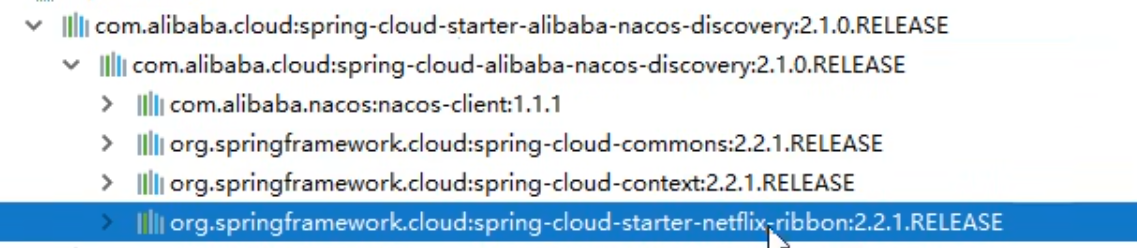 com.alibaba.cloud:spring-cloud-starter-alibaba-nacos-discovery:2.1.0.RELEASE
com.alibaba.cloud:spring-cloud-alibaba-nacos-discovery:2.1.0.RELEASE
com.alibaba.nacos:nacos-client:1.1.1
org.springframework.cloud:spring-cloud-commons:2.2.1.RELEASE
org.springframework.cloud:spring-cloud-context:2.2.1.RELEASE
org.springframework.cloud:spring-cloud-starter-netflix-ribbon:2.2.1.RELEASE